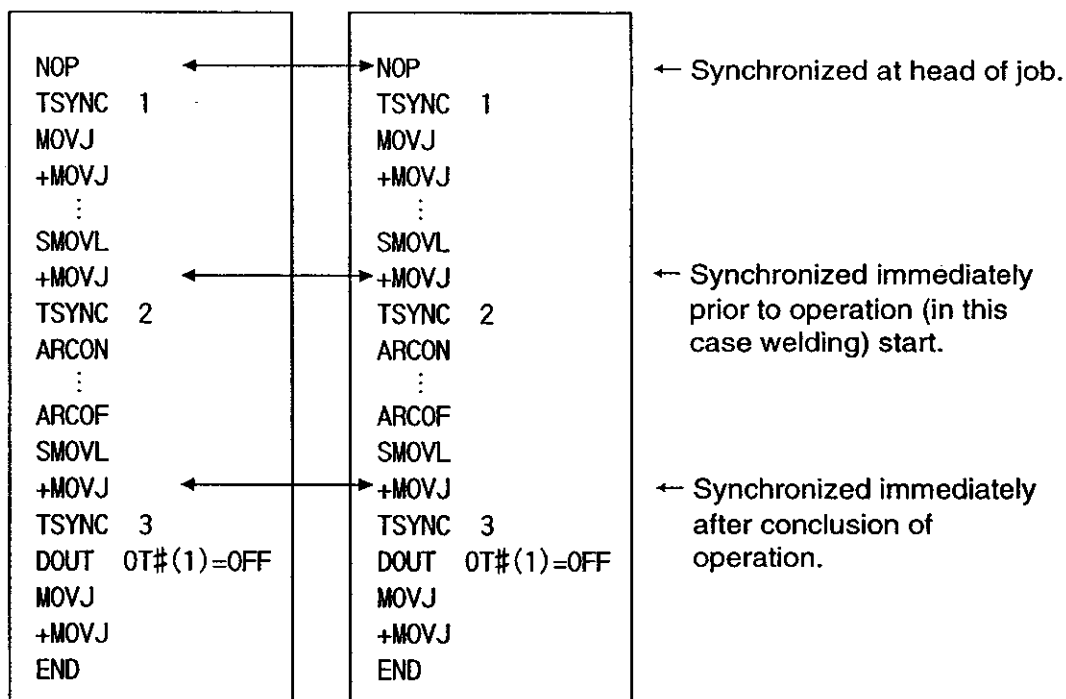 NOP
TSYNC 1
MOVJ
+MOVJ
⋮
SMOVL
+MOVJ
TSYNC 2
ARCON
⋮
ARCOF
SMOVL
+MOVJ
TSYNC 3
DOUT OT#(1)=OFF
MOVJ
+MOVJ
END
NOP
TSYNC 1
MOVJ
+MOVJ
⋮
SMOVL
+MOVJ
TSYNC 2
ARCON
⋮
ARCOF
SMOVL
+MOVJ
TSYNC 3
DOUT OT#(1)=OFF
MOVJ
+MOVJ
END
← Synchronized at head of job.
← Synchronized immediately
prior to operation (in this
case welding) start.
← Synchronized immediately
after conclusion of
operation.